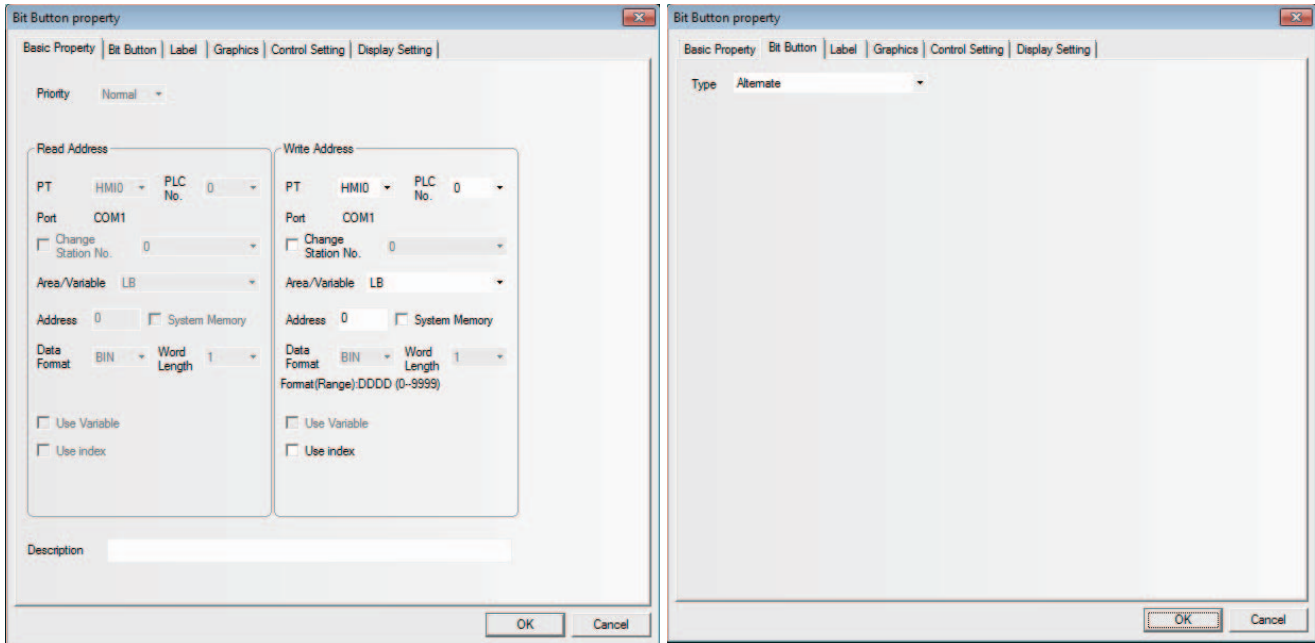 Bit Button property
Basic Property Bit Button Label Graphics Control Setting Display Setting
Priority Normal
Read Address
PT HMI0 PLC No. 0
Port COM1
Change Station No. 0
Area/Variable LB
Address 0 System Memory
Data Format BIN Word Length 1
Use Variable
Use index
Write Address
PT HMI0 PLC No. 0
Port COM1
Change Station No. 0
Area/Variable LB
Address 0 System Memory
Data Format BIN Word Length 1
Format(Range):DDDD (0--9999)
Use Variable
Use index
Description
OK Cancel
Bit Button property
Basic Property Bit Button Label Graphics Control Setting Display Setting
Type Alternate
OK Cancel